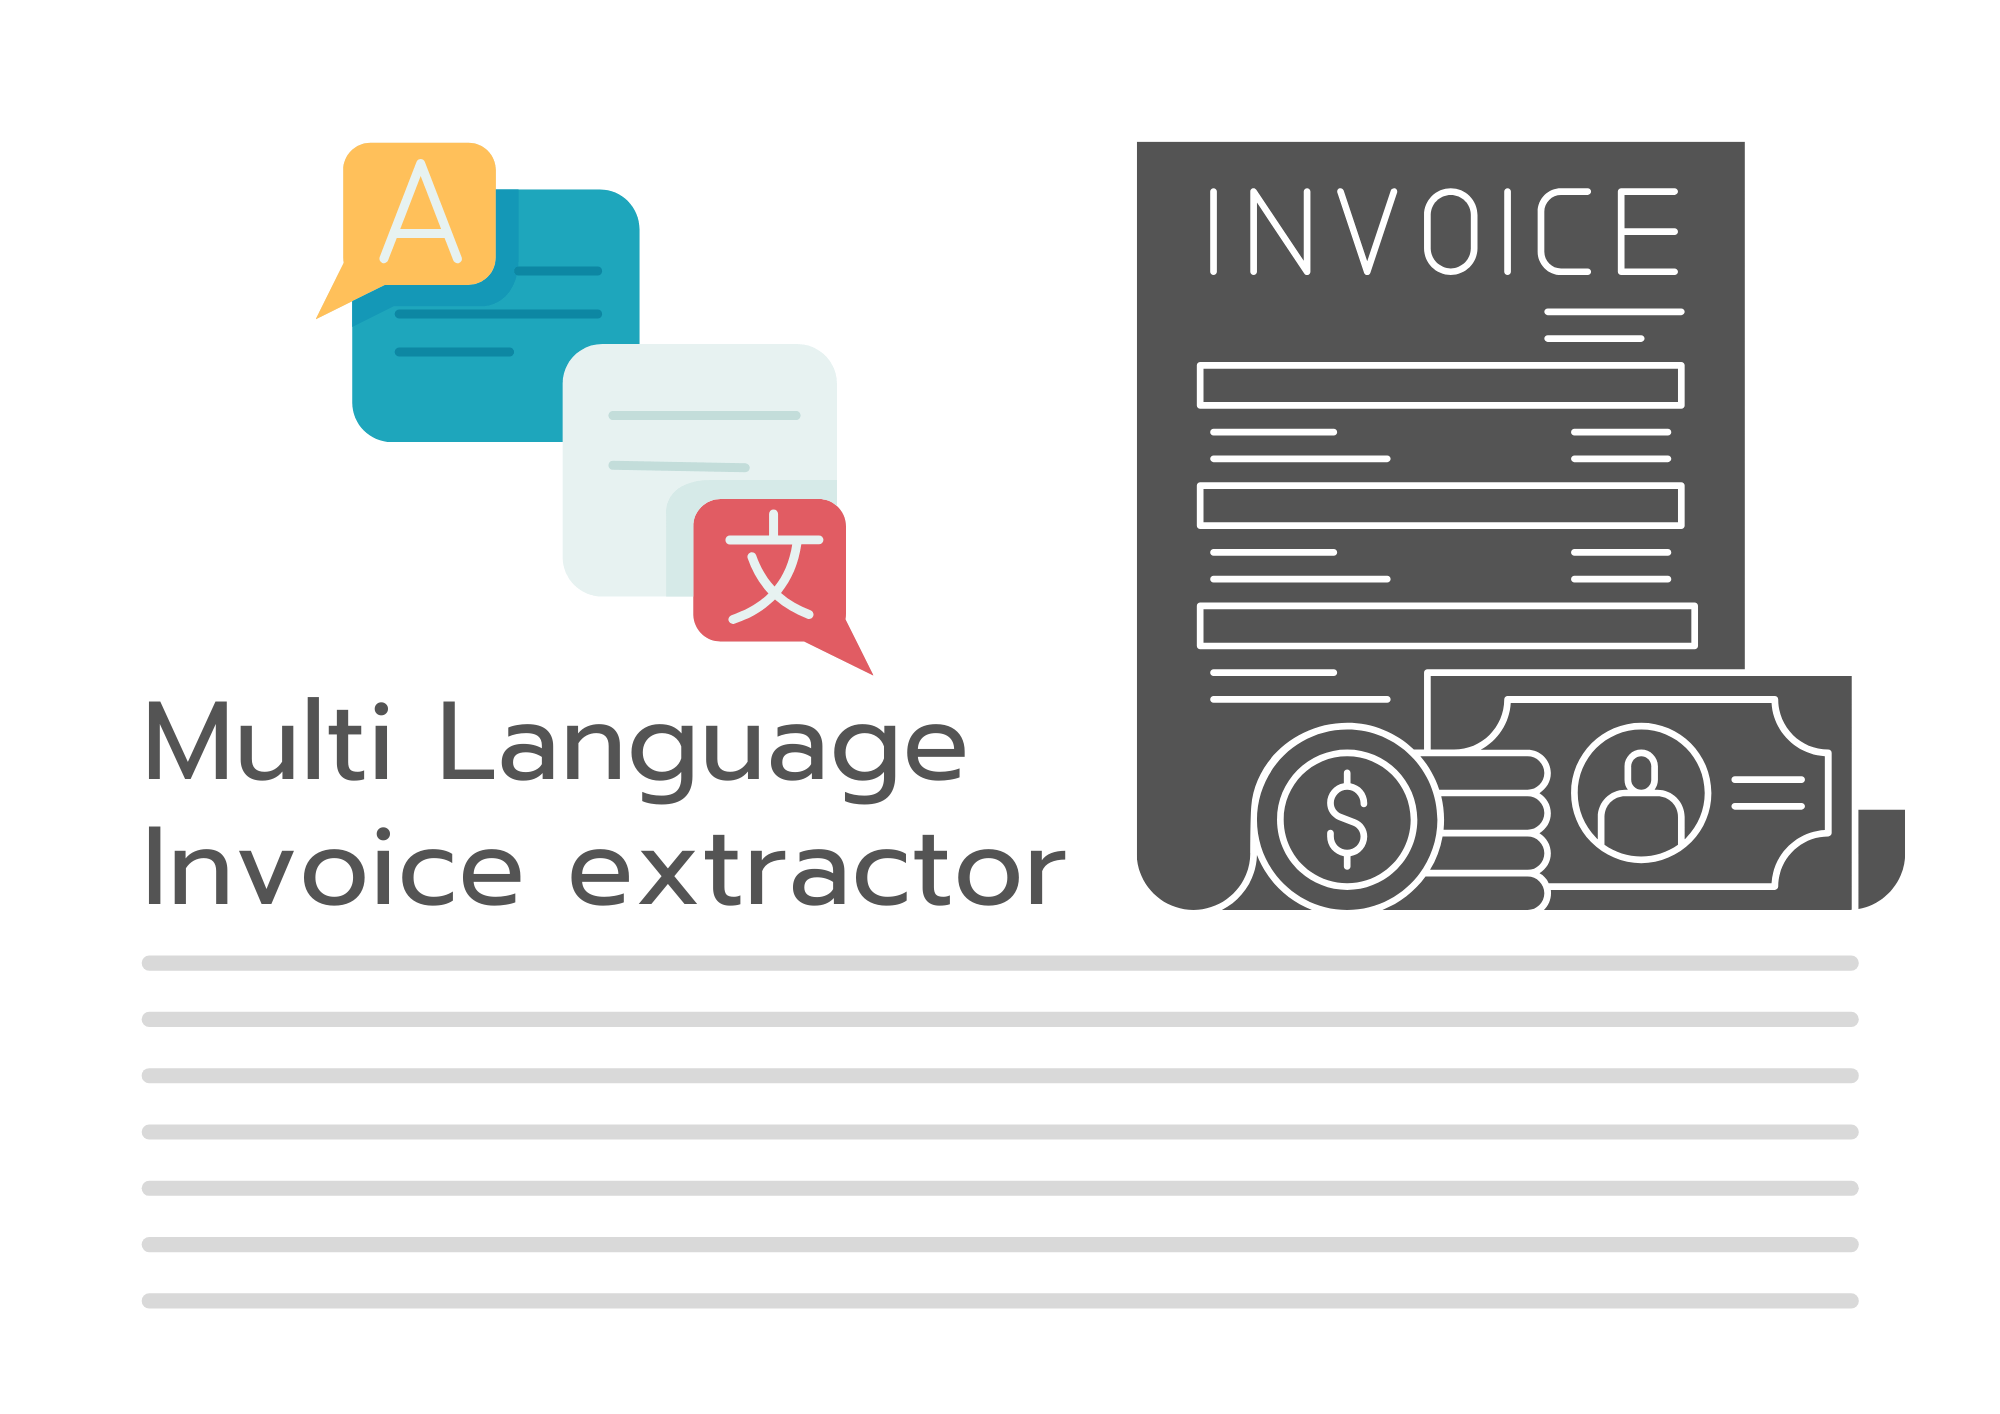 A
文
Multi Language
Invoice extractor
INVOICE
$